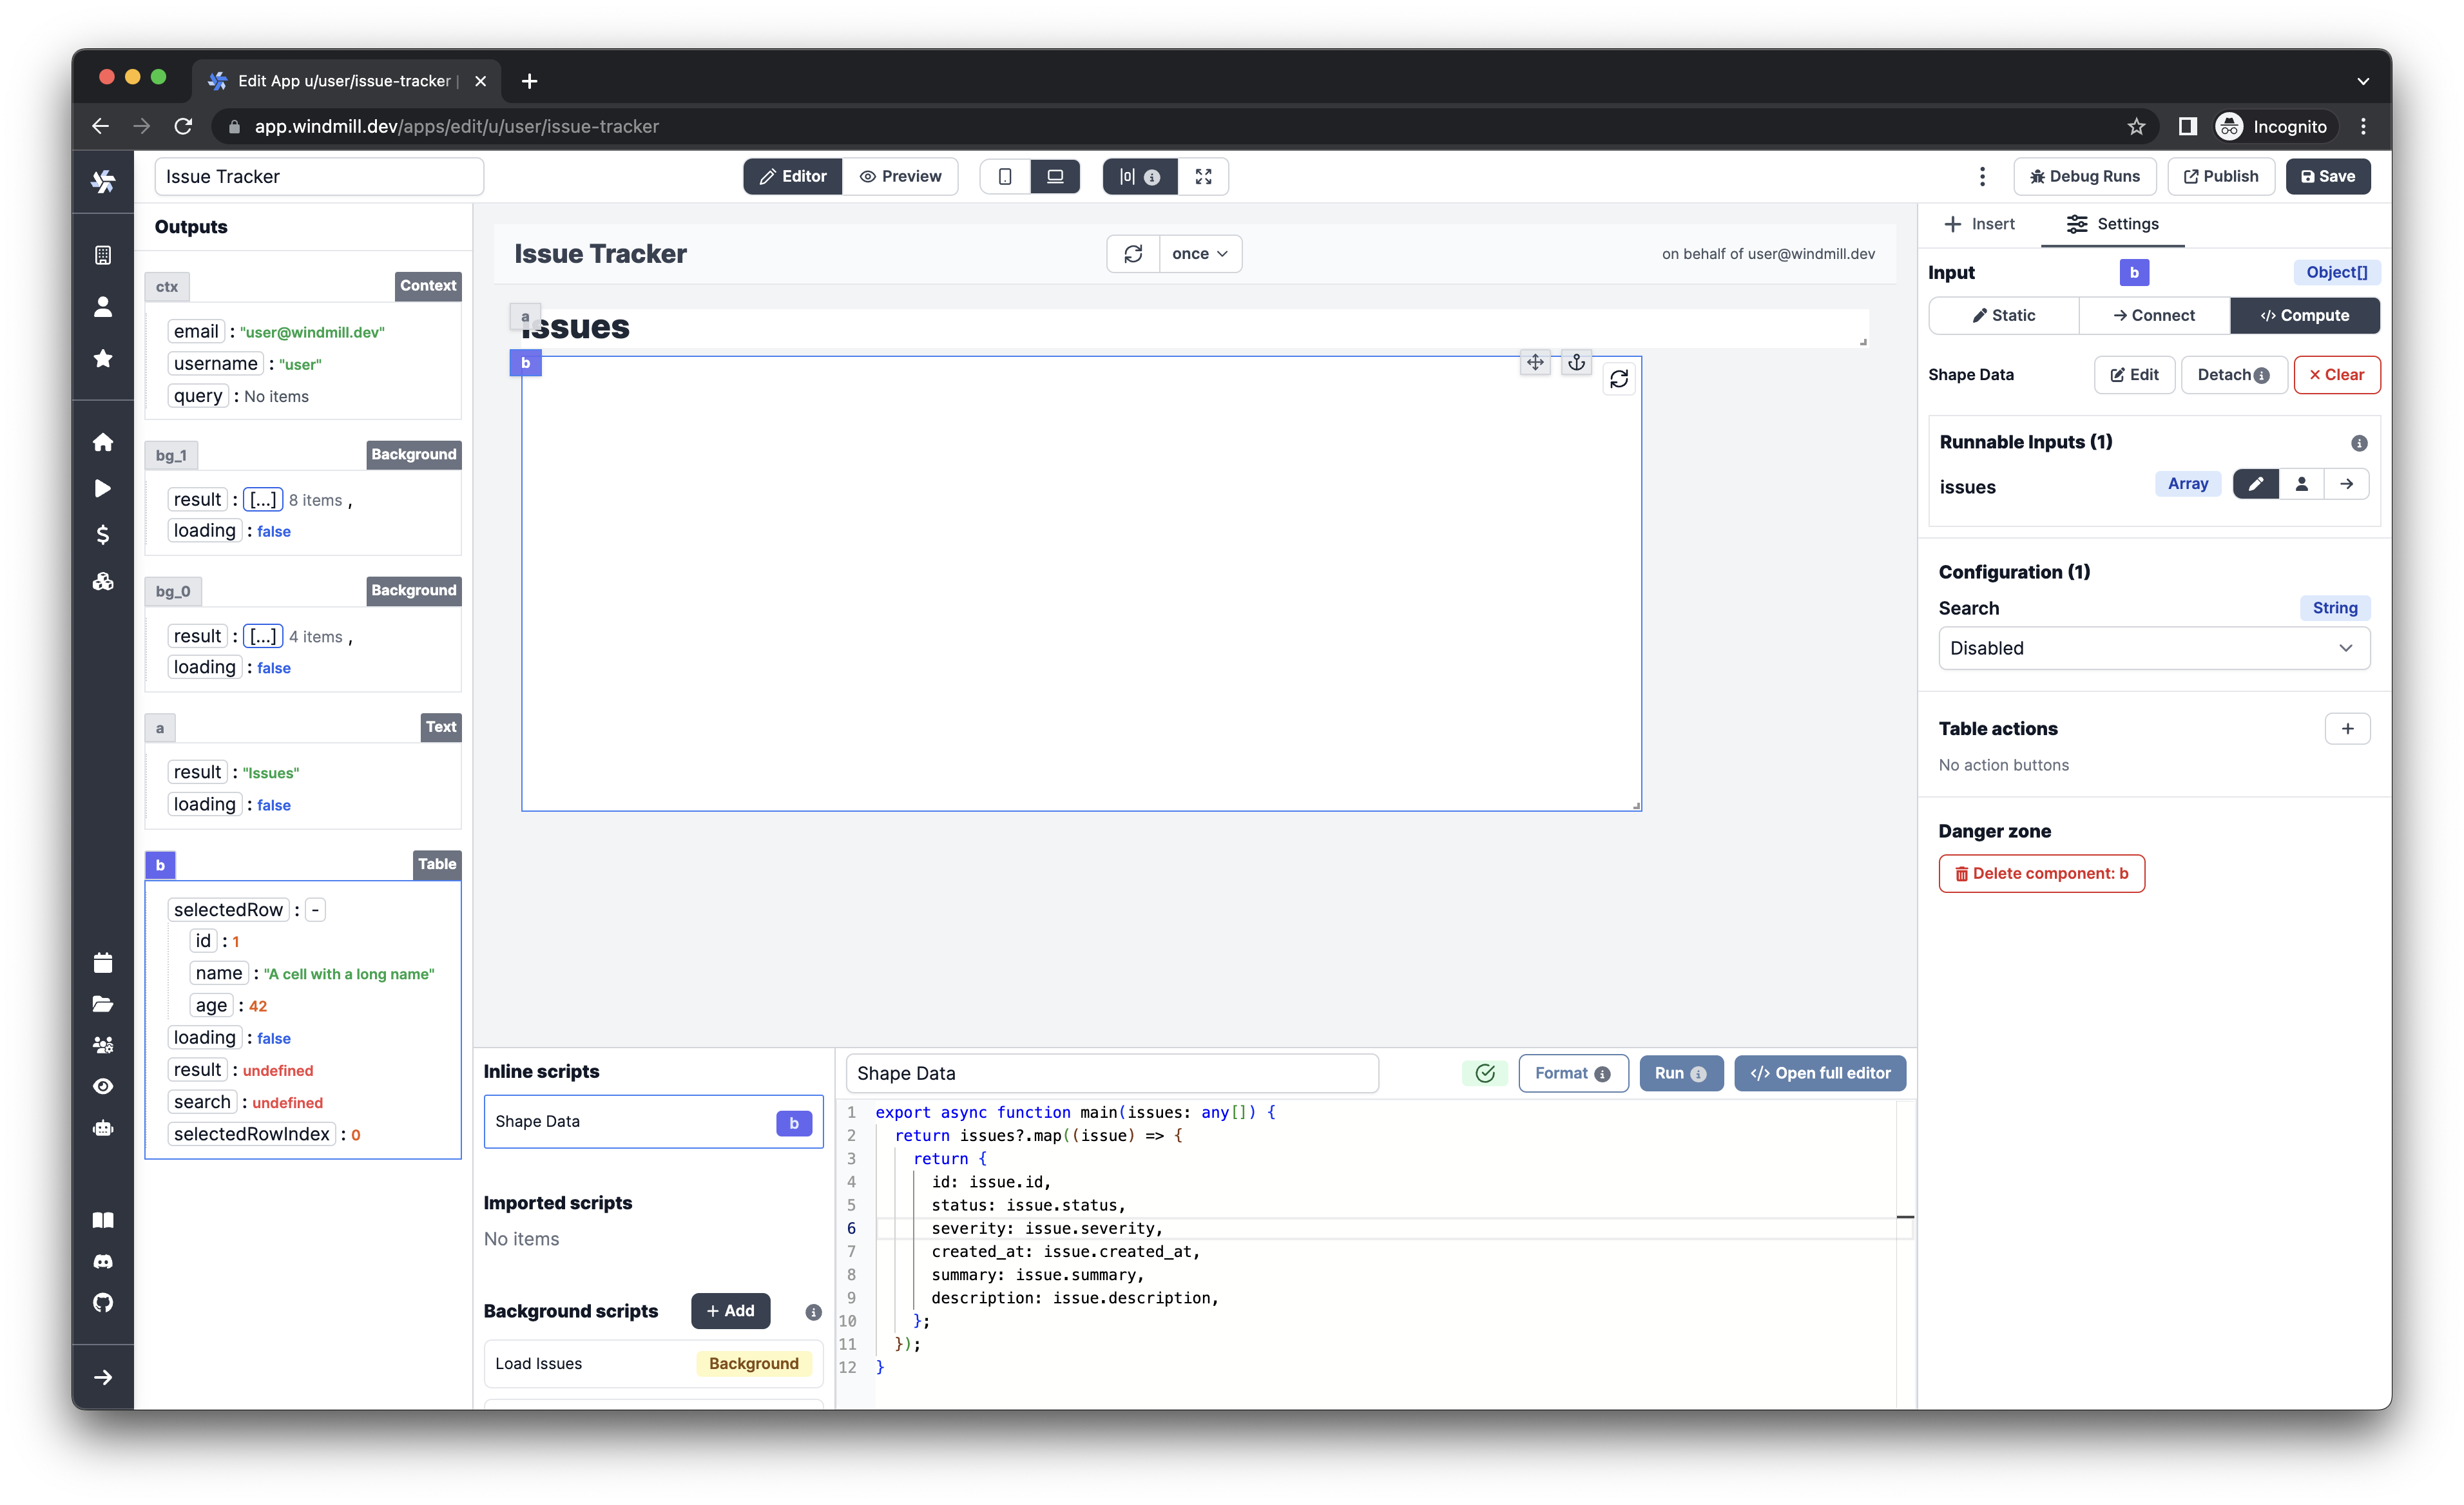 Edit App u/user/issue-tracker |
app.windmill.dev/apps/edit/u/user/issue-tracker
Incognito
Issue Tracker
Editor
Preview
|0|
Debug Runs
Publish
Save
Outputs
ctx
Context
email : "user@windmill.dev"
username : "user"
query : No items
bg_1
Background
result : [...] 8 items ,
loading : false
bg_0
Background
result : [...] 4 items ,
loading : false
a
Text
result : "Issues"
loading : false
b
Table
selectedRow : -
id : 1
name : "A cell with a long name"
age : 42
loading : false
result : undefined
search : undefined
selectedRowIndex : 0
Issue Tracker
once
on behalf of user@windmill.dev
a
Issues
b
Inline scripts
Shape Data
b
Imported scripts
No items
Background scripts
+ Add
Load Issues
Background
Shape Data
Format
Run
</> Open full editor
1 export async function main(issues: any[]) {
2 return issues?.map((issue) => {
3 return {
4 id: issue.id,
5 status: issue.status,
6 severity: issue.severity,
7 created_at: issue.created_at,
8 summary: issue.summary,
9 description: issue.description,
10 };
11 });
12 }
+ Insert
Settings
Input
b
Object[]
Static
Connect
</> Compute
Shape Data
Edit
Detach
Clear
Runnable Inputs (1)
issues
Array
Configuration (1)
Search
String
Disabled
Table actions
+
No action buttons
Danger zone
Delete component: b